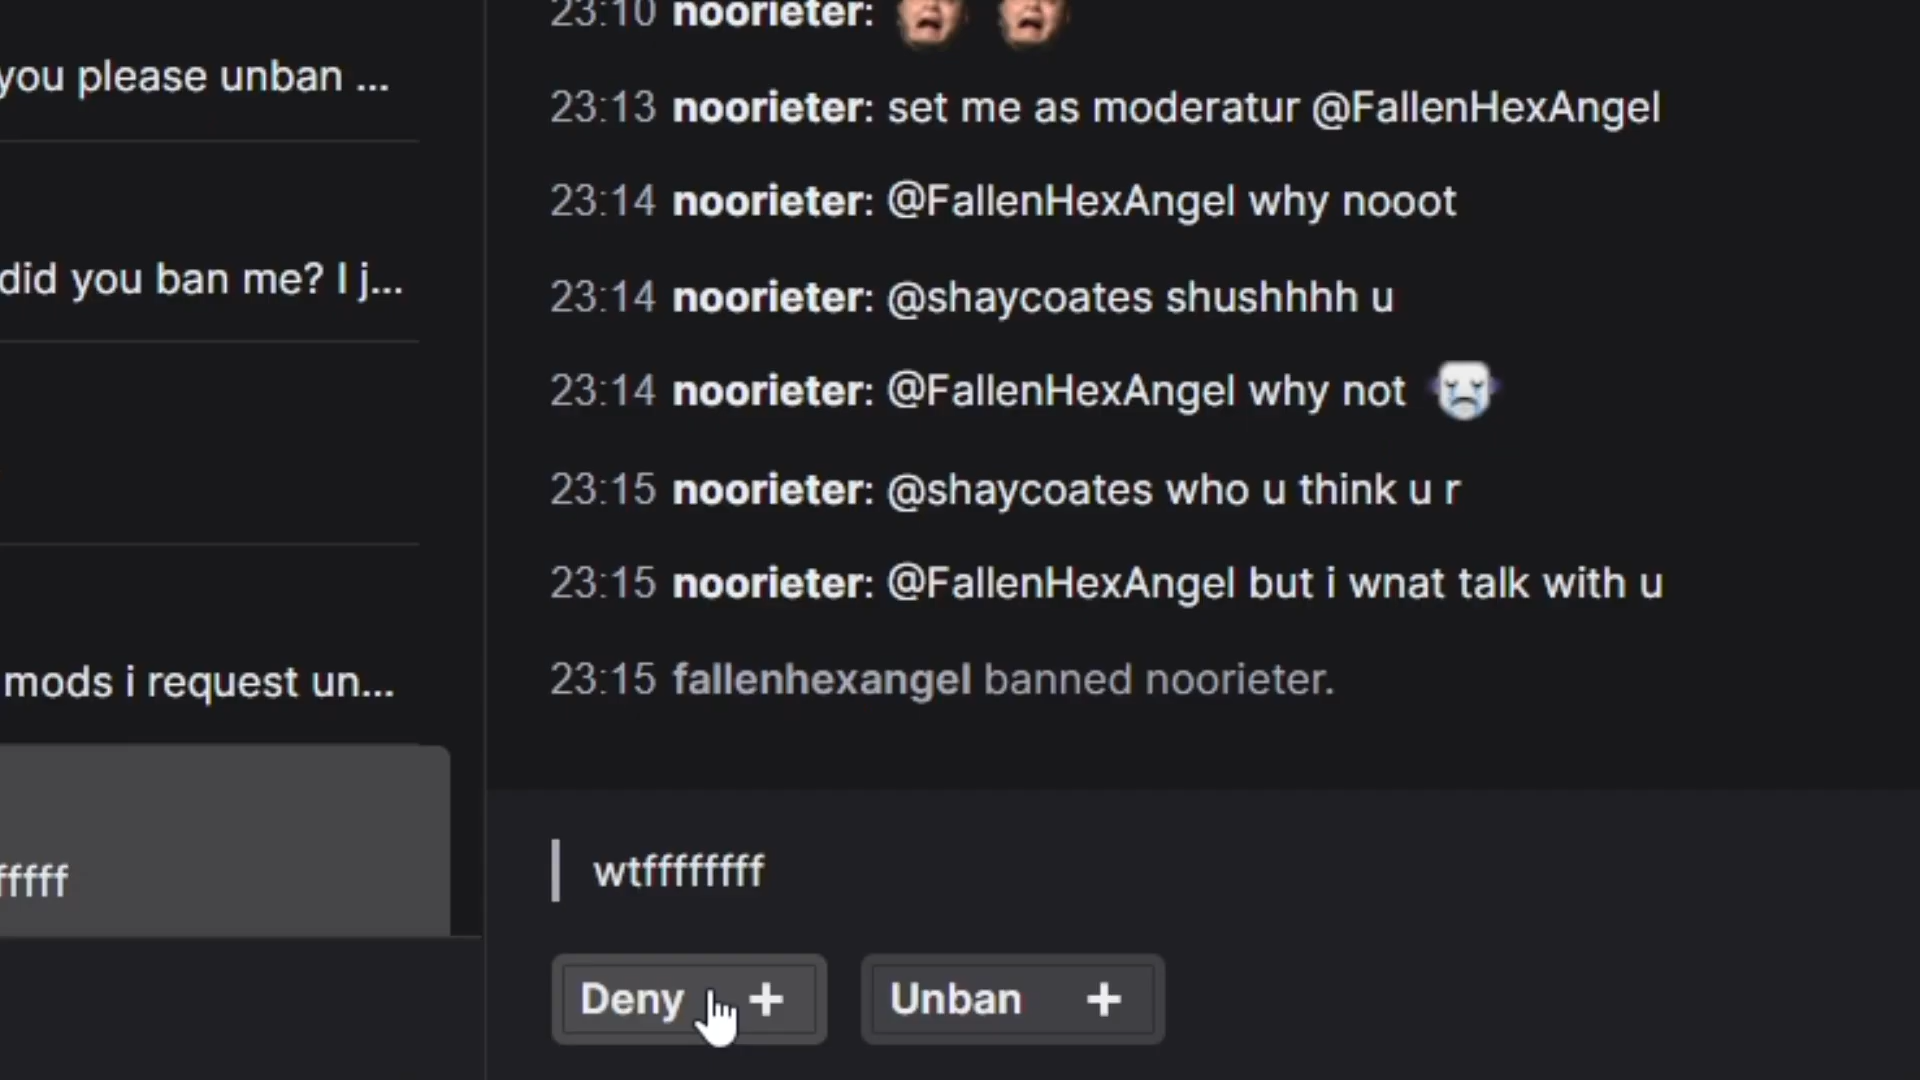 you please unban ...
did you ban me? I j...
mods i request un...
fffff
23:10 noorieter:
23:13 noorieter: set me as moderatur @FallenHexAngel
23:14 noorieter: @FallenHexAngel why nooot
23:14 noorieter: @shaycoates shushhhh u
23:14 noorieter: @FallenHexAngel why not
23:15 noorieter: @shaycoates who u think u r
23:15 noorieter: @FallenHexAngel but i wnat talk with u
23:15 fallenhexangel banned noorieter.
wtffffffff
Deny +
Unban +